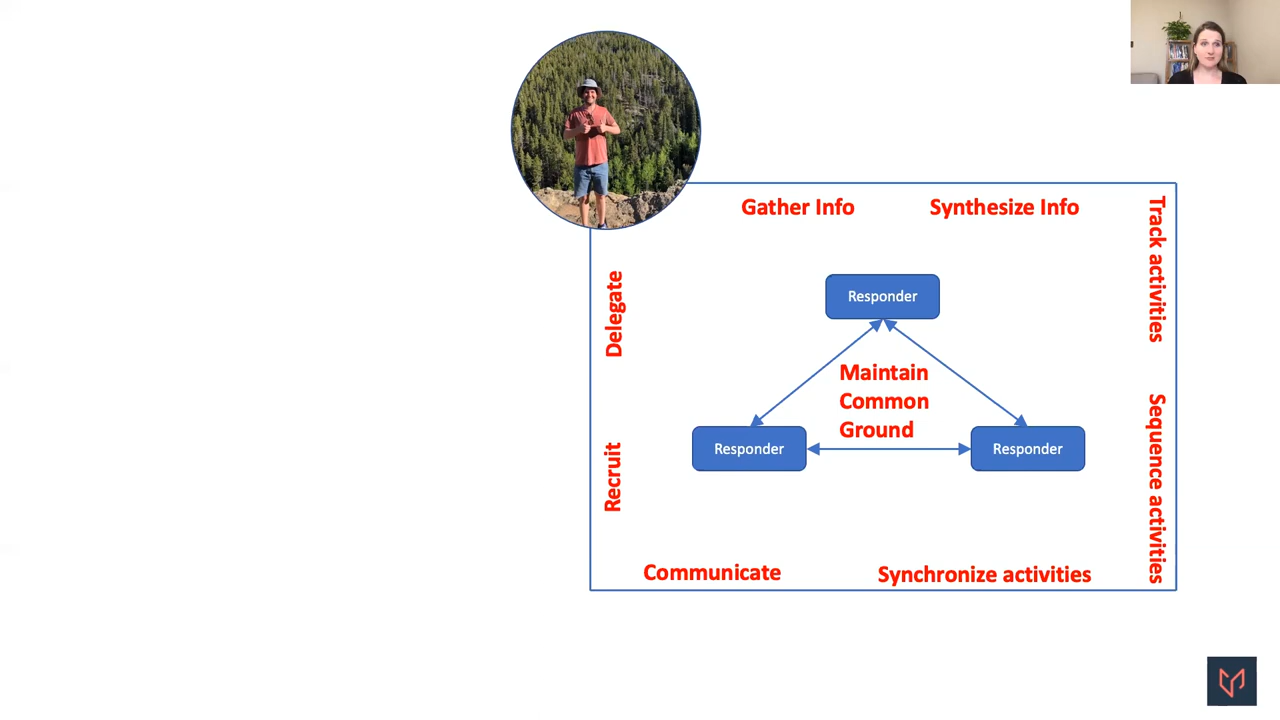 Gather Info
Synthesize Info
Track activities
Delegate
Responder
Maintain
Common
Ground
Sequence activities
Recruit
Responder
Responder
Communicate
Synchronize activities